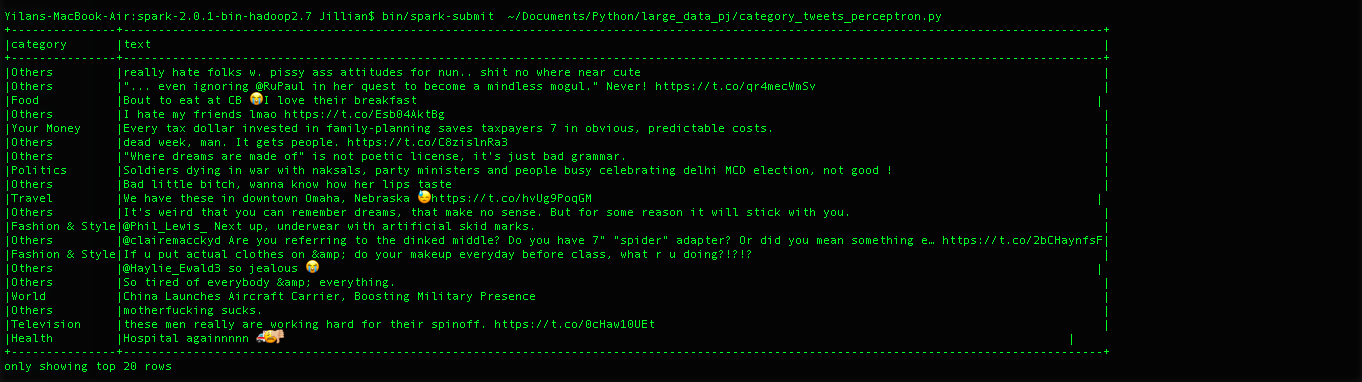 Yilans-MacBook-Air:spark-2.0.1-bin-hadoop2.7 Jillian$ bin/spark-submit ~/Documents/Python/large_data_pj/category_tweets_perceptron.py
|category |text |
|Others |really hate folks w. pissy ass attitudes for nun.. shit no where near cute |
|Others |"... even ignoring @RuPaul in her quest to become a mindless mogul." Never! https://t.co/qr4mecWmSv |
|Food |Bout to eat at CB 😭I love their breakfast |
|Others |I hate my friends lmao https://t.co/Esb04AktBg |
|Your Money |Every tax dollar invested in family-planning saves taxpayers 7 in obvious, predictable costs. |
|Others |dead week, man. It gets people. https://t.co/C8zislnRa3 |
|Others |"Where dreams are made of" is not poetic license, it's just bad grammar. |
|Politics |Soldiers dying in war with naksals, party ministers and people busy celebrating delhi MCD election, not good ! |
|Others |Bad little bitch, wanna know how her lips taste |
|Travel |We have these in downtown Omaha, Nebraska 😓https://t.co/hvUg9PoqGM |
|Others |It's weird that you can remember dreams, that make no sense. But for some reason it will stick with you. |
|Fashion & Style|@Phil_Lewis_ Next up, underwear with artificial skid marks. |
|Others |@clairemacckyd Are you referring to the dinked middle? Do you have 7" "spider" adapter? Or did you mean something e… https://t.co/2bCHaynfsF|
|Fashion & Style|If u put actual clothes on &amp; do your makeup everyday before class, what r u doing?!?!? |
|Others |@Haylie_Ewald3 so jealous 😭 |
|Others |So tired of everybody &amp; everything. |
|World |China Launches Aircraft Carrier, Boosting Military Presence |
|Others |motherfucking sucks. |
|Television |these men really are working hard for their spinoff. https://t.co/0cHaw10UEt |
|Health |Hospital againnnnn |
only showing top 20 rows